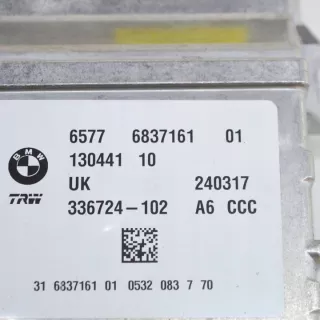 6577 6837161 01
BMW
130441 10
TRW
UK 240317
336724-102 A6 CCC
31 6837161 01 0532 083 7 70